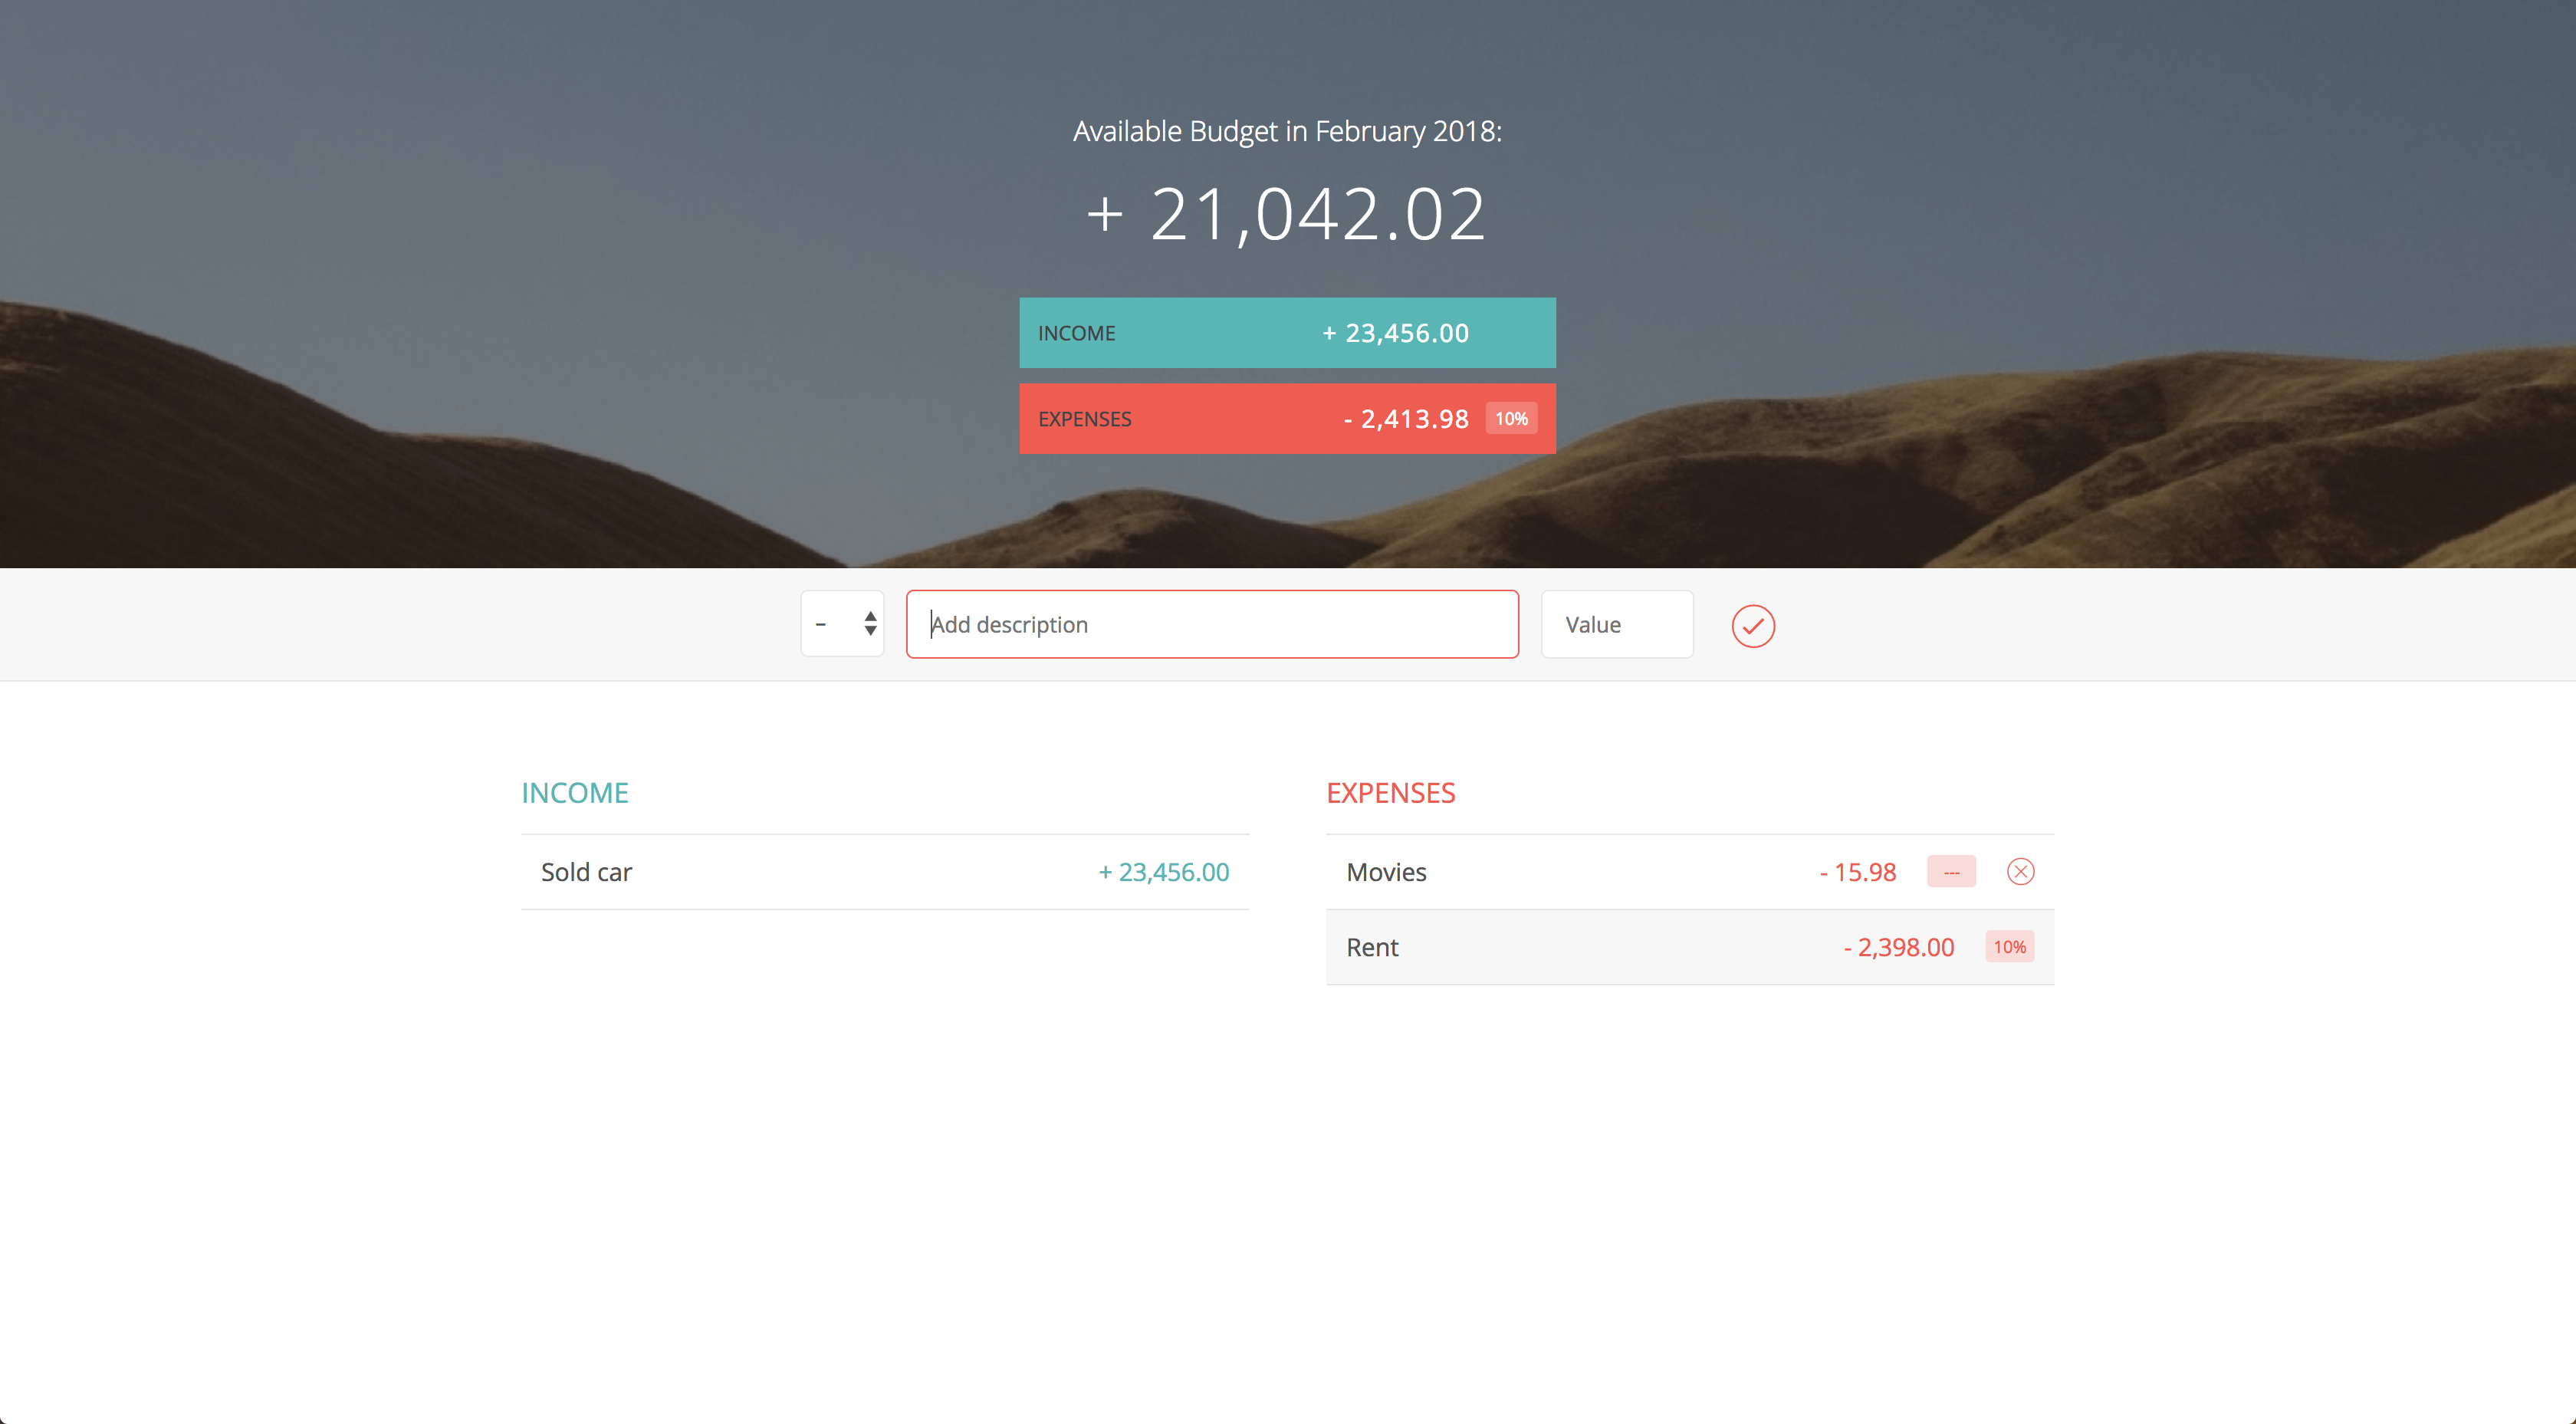 Available Budget in February 2018:
+ 21,042.02
INCOME + 23,456.00
EXPENSES - 2,413.98 10%
- Add description Value
INCOME
Sold car + 23,456.00
EXPENSES
Movies - 15.98 ---
Rent - 2,398.00 10%